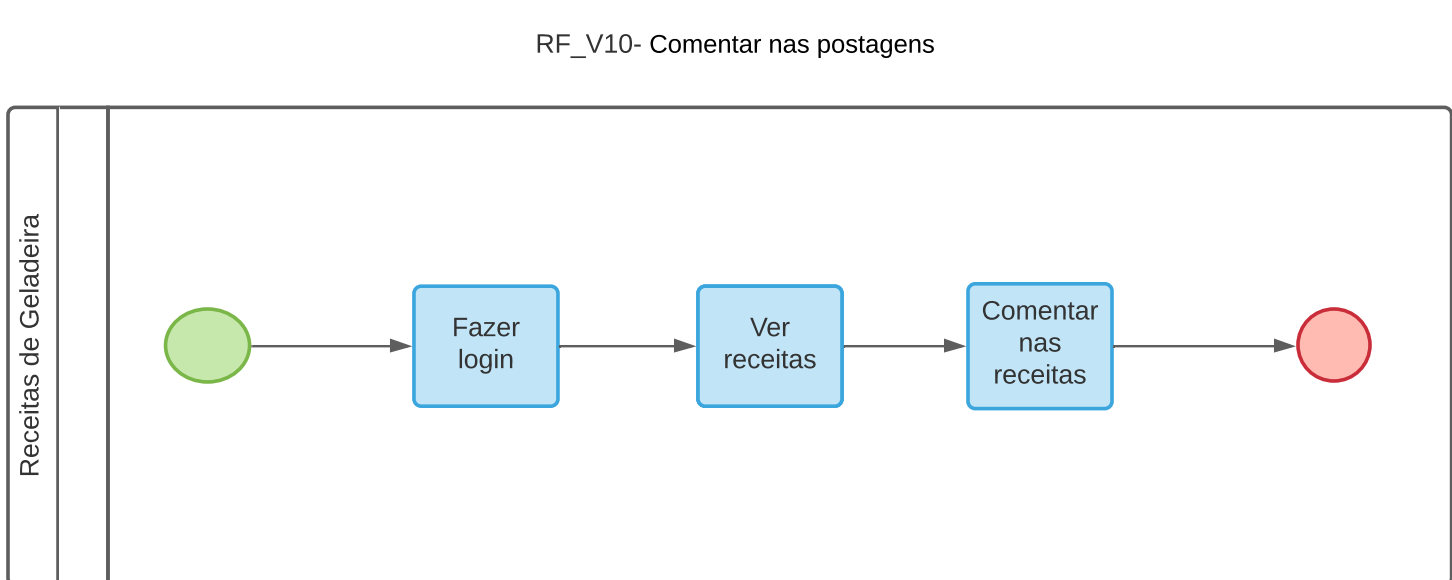 RF_V10- Comentar nas postagens
Receitas de Geladeira
Fazer
login
Ver
receitas
Comentar
nas
receitas